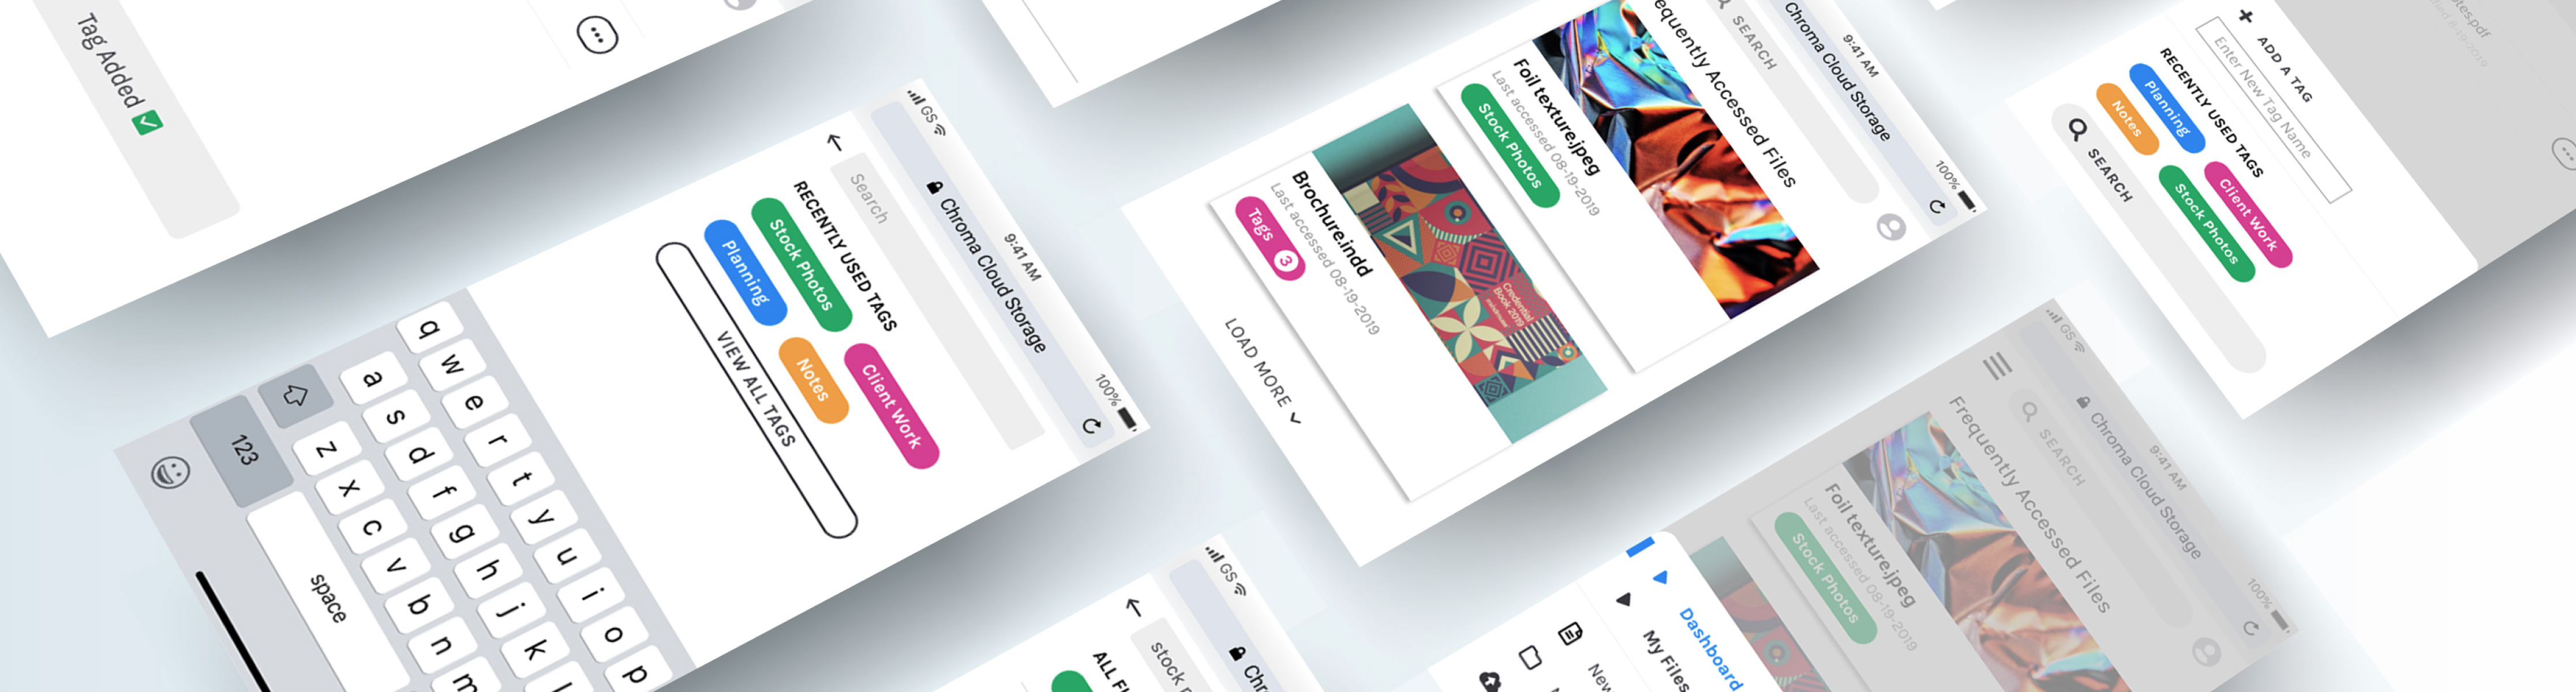 Tag Added ✅
GS
9:41 AM
100%
Chroma Cloud Storage
Search
RECENTLY USED TAGS
Stock Photos
Client Work
Planning
Notes
VIEW ALL TAGS
q w e r t y u i o p
a s d f g h j k l
z x c v b n m
123
space
GS
stock
ALL
9:41 AM
100%
Chroma Cloud Storage
SEARCH
equently Accessed Files
Foil texture.jpeg
Last accessed 08-19-2019
Stock Photos
Credential
Book 2019
Brochure.indd
Last accessed 08-19-2019
Tags 3
LOAD MORE
GS
9:41 AM
100%
Chroma Cloud Storage
SEARCH
Frequently Accessed Files
Foil texture.jpeg
Last accessed 08-19-2019
Stock Photos
Dashboard
My Files
New
ADD A TAG
Enter New Tag Name
RECENTLY USED TAGS
Planning
Client Work
Notes
Stock Photos
SEARCH